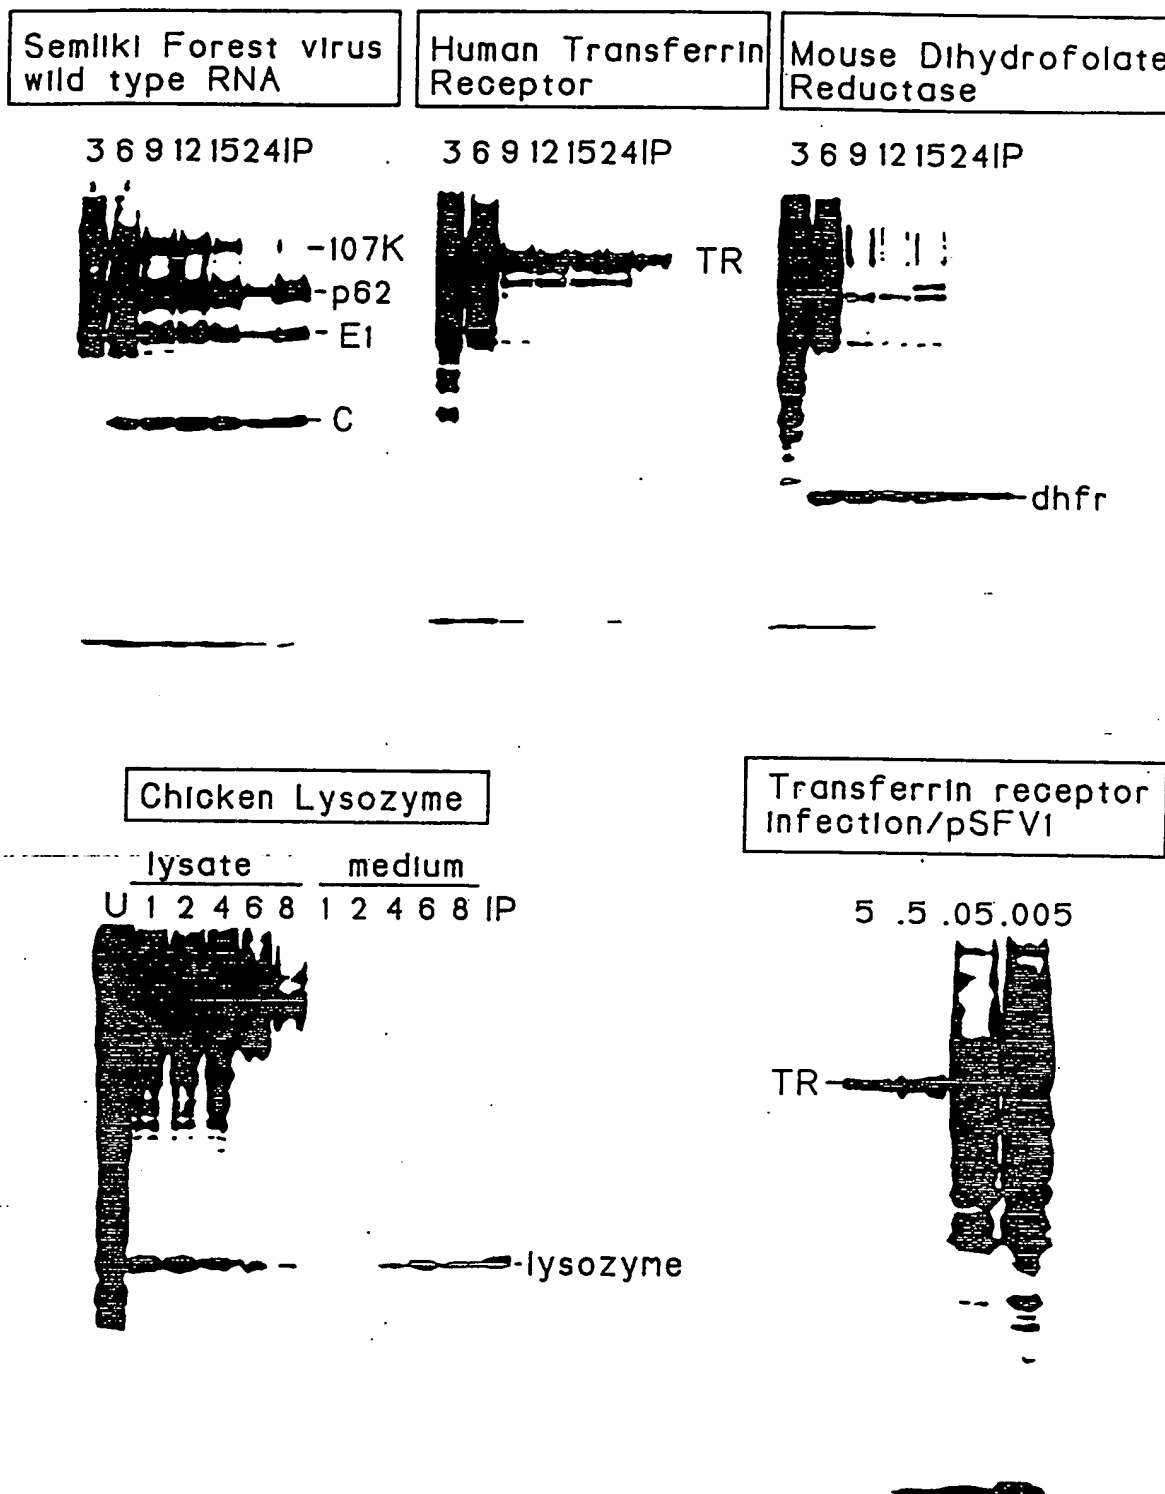 Semliki Forest virus
wild type RNA
Human Transferrin
Receptor
Mouse Dihydrofolate
Reductase
3 6 9 12 15 24 IP
3 6 9 12 15 24 IP
3 6 9 12 15 24 IP
-107K
-p62
-E1
-C
TR
-dhfr
Chicken Lysozyme
lysate medium
U 1 2 4 6 8 1 2 4 6 8 IP
-lysozyme
Transferrin receptor
infection/pSFV1
5 .5 .05 .005
TR-